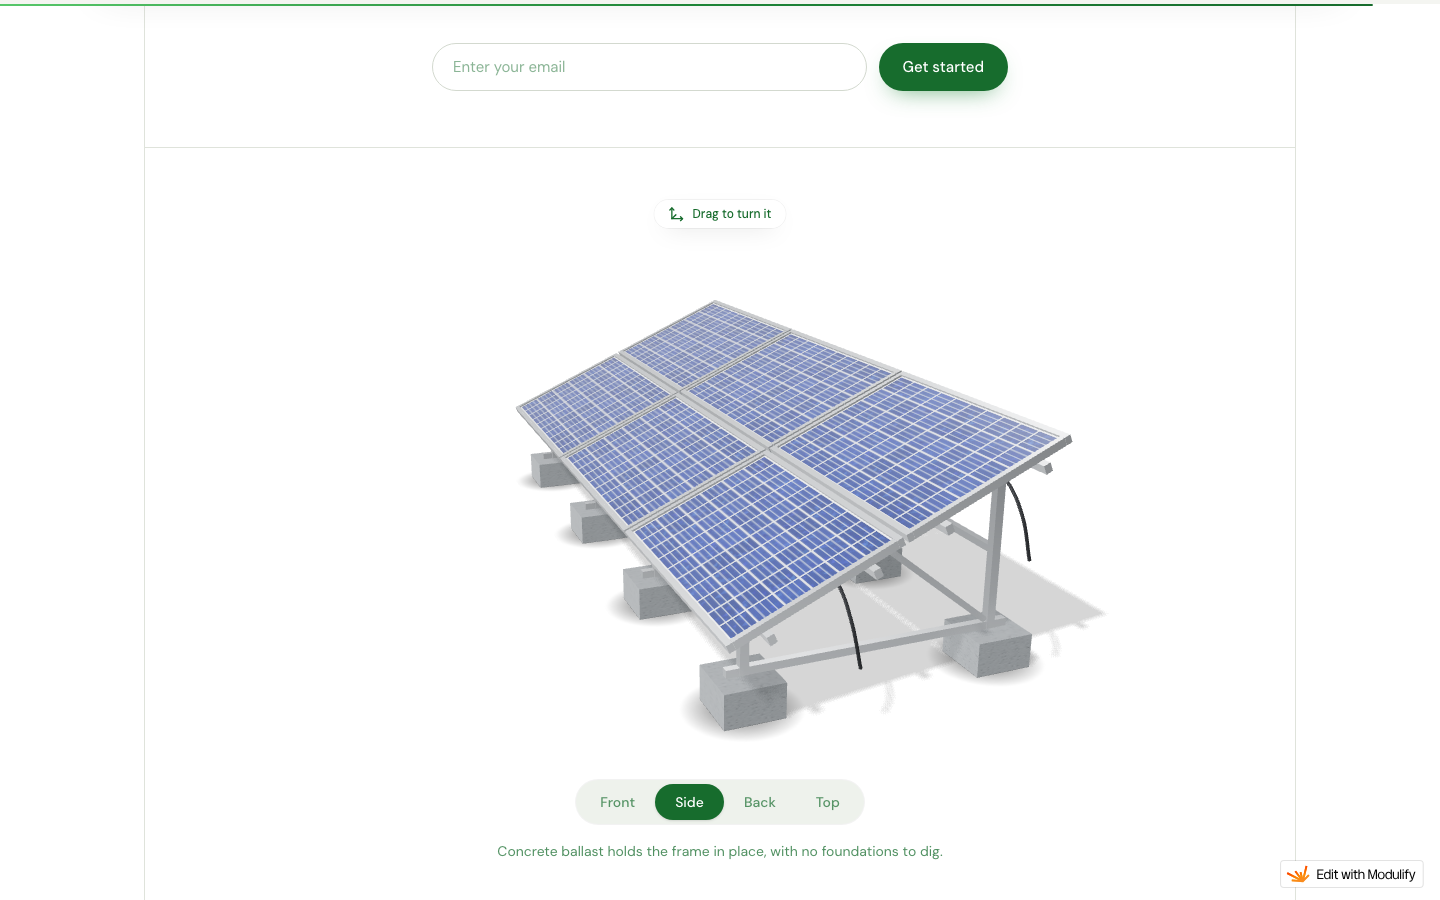 Enter your email
Get started
Drag to turn it
Front
Side
Back
Top
Concrete ballast holds the frame in place, with no foundations to dig.
Edit with Modulify